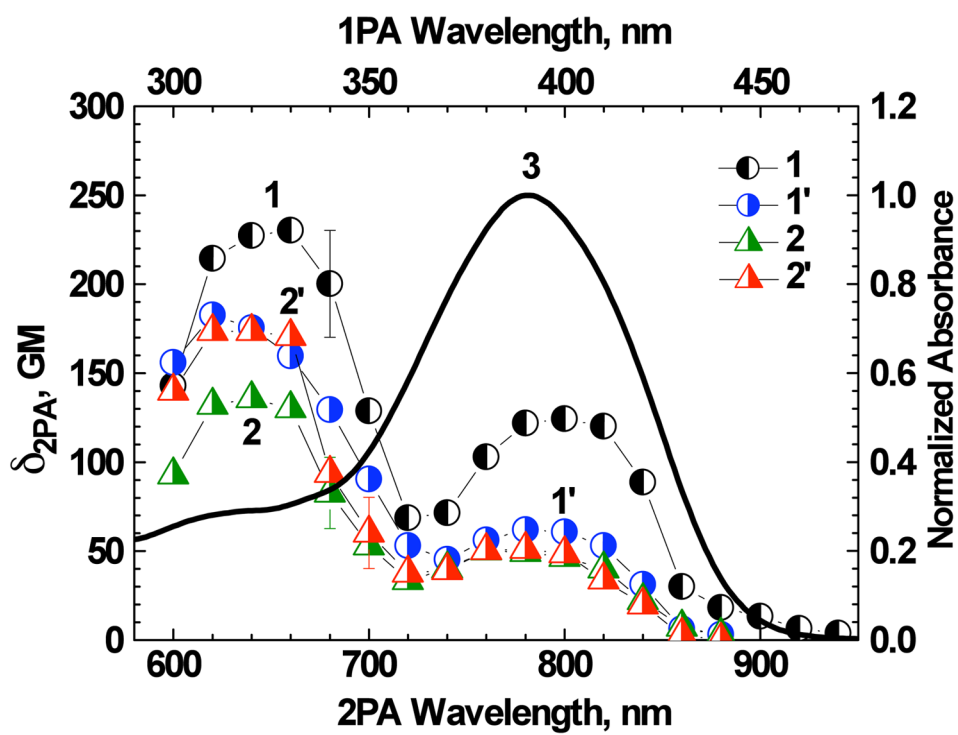 1PA Wavelength, nm
300 350 400 450
300 1.2
250 1.0
200 0.8
150 0.6
100 0.4
50 0.2
0 0.0
δ2PA, GM
Normalized Absorbance
1
1'
2
2'
1
2'
2
3
1'
600 700 800 900
2PA Wavelength, nm